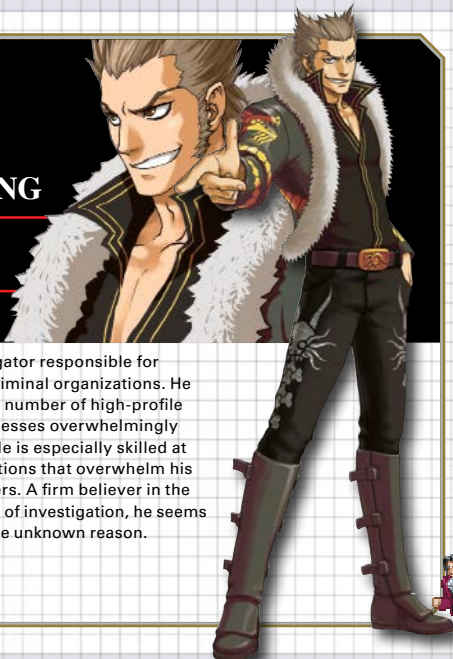 NG
gator responsible for
riminal organizations. He
number of high-profile
esses overwhelmingly
e is especially skilled at
tions that overwhelm his
ers. A firm believer in the
of investigation, he seems
e unknown reason.